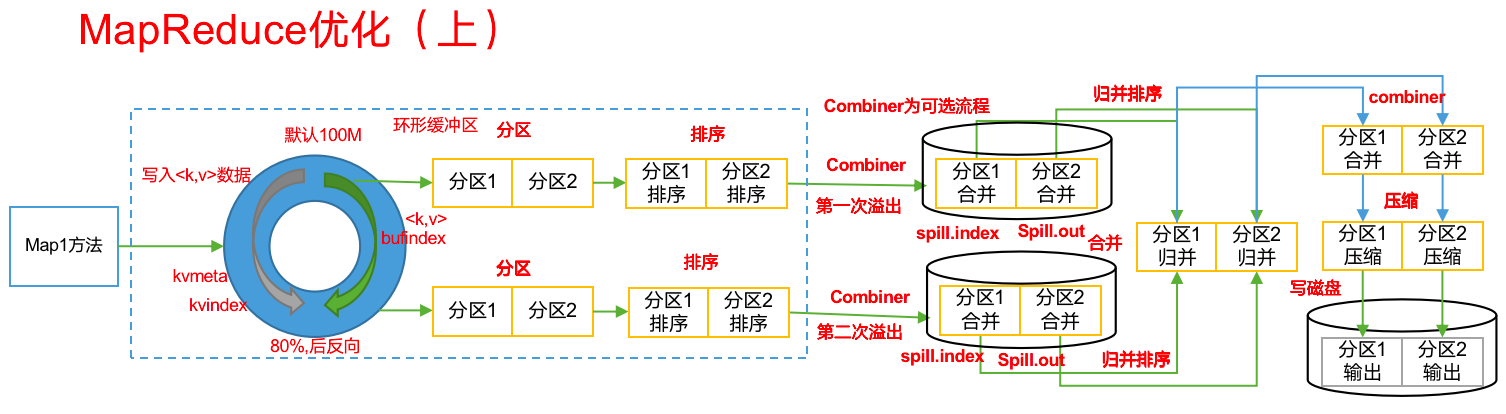 MapReduce优化（上）
Map1方法
默认100M
环形缓冲区
写入<k,v>数据
<k,v>
bufindex
kvmeta
kvindex
80%,后反向
分区
分区1
分区2
排序
分区1
排序
分区2
排序
分区
分区1
分区2
排序
分区1
排序
分区2
排序
Combiner为可选流程
Combiner
第一次溢出
分区1
合并
分区2
合并
spill.index
Spill.out
Combiner
第二次溢出
分区1
合并
分区2
合并
spill.index
Spill.out
归并排序
合并
归并排序
分区1
归并
分区2
归并
combiner
分区1
合并
分区2
合并
压缩
分区1
压缩
分区2
压缩
写磁盘
分区1
输出
分区2
输出